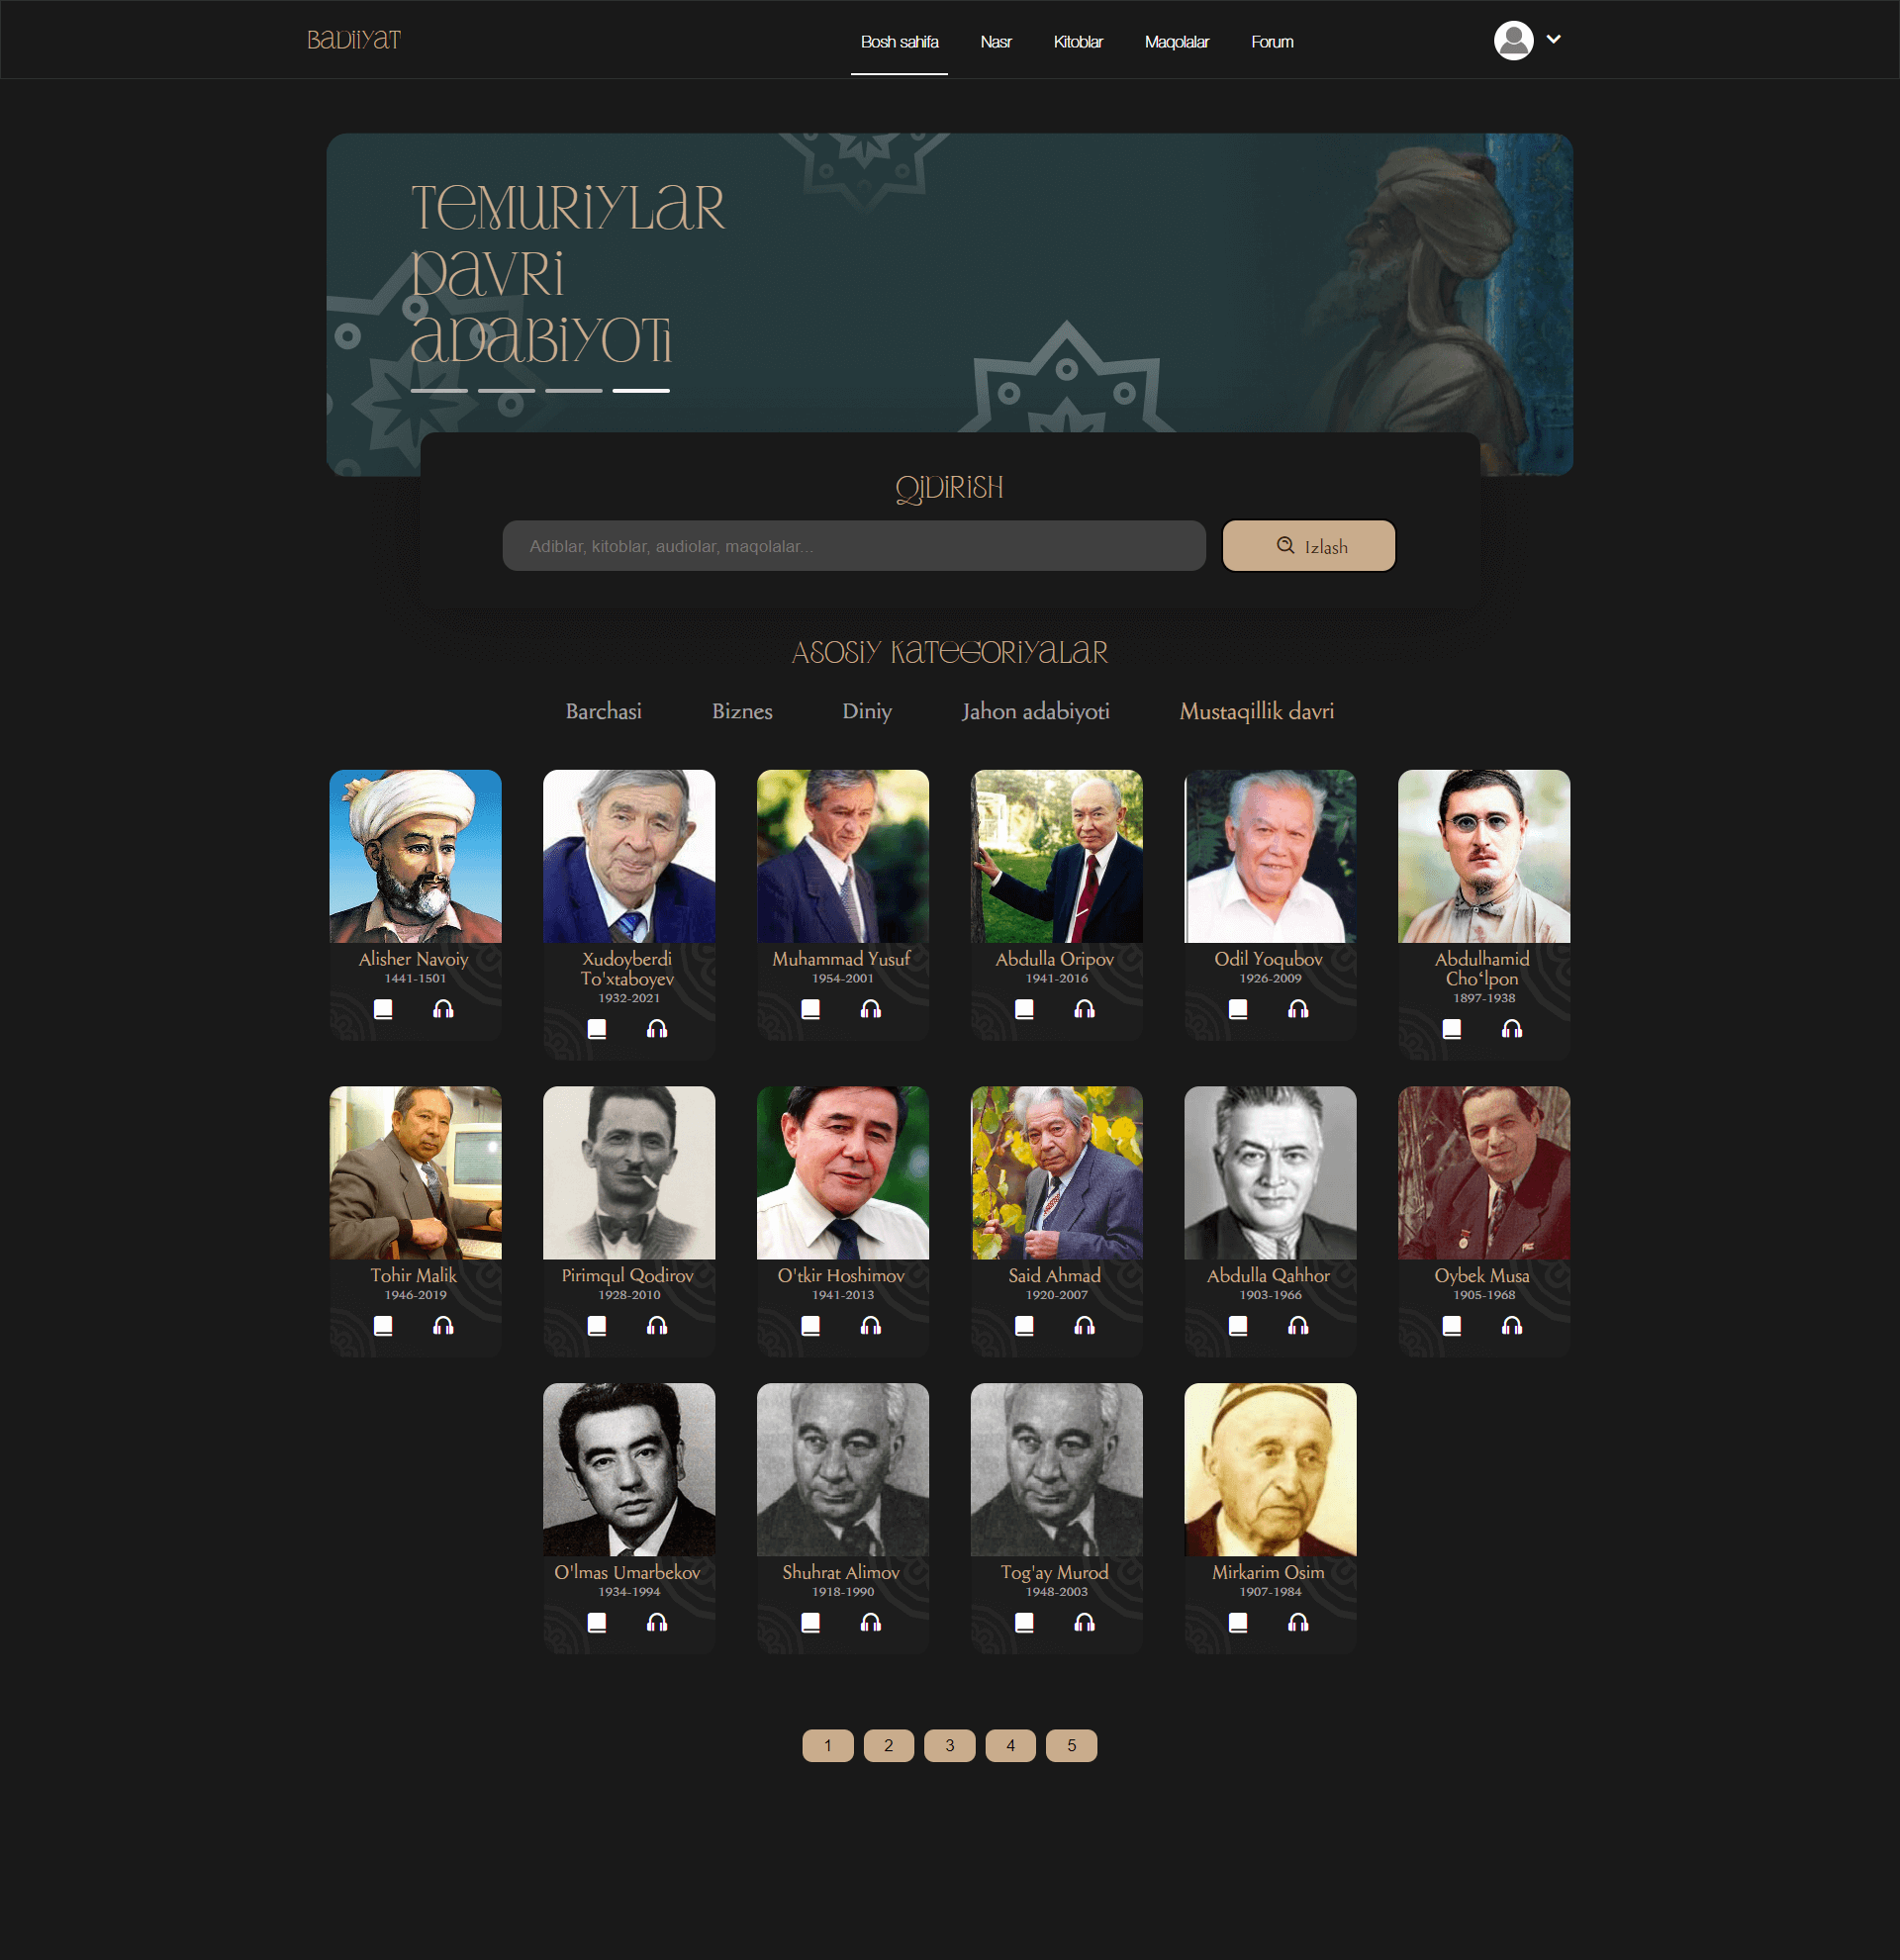 Badiiyat
Bosh sahifa Nasr Kitoblar Maqolalar Forum
Temuriylar
davri
adabiyoti
Qidirish
Adiblar, kitoblar, audiolar, maqolalar...
Izlash
Asosiy kategoriyalar
Barchasi Biznes Diniy Jahon adabiyoti Mustaqillik davri
Alisher Navoiy
1441-1501
Xudoyberdi
To'xtaboyev
1932-2021
Muhammad Yusuf
1954-2001
Abdulla Oripov
1941-2016
Odil Yoqubov
1926-2009
Abdulhamid
Cho‘lpon
1897-1938
Tohir Malik
1946-2019
Pirimqul Qodirov
1928-2010
O'tkir Hoshimov
1941-2013
Said Ahmad
1920-2007
Abdulla Qahhor
1903-1966
Oybek Musa
1905-1968
O'lmas Umarbekov
1934-1994
Shuhrat Alimov
1918-1990
Tog'ay Murod
1948-2003
Mirkarim Osim
1907-1984
1 2 3 4 5